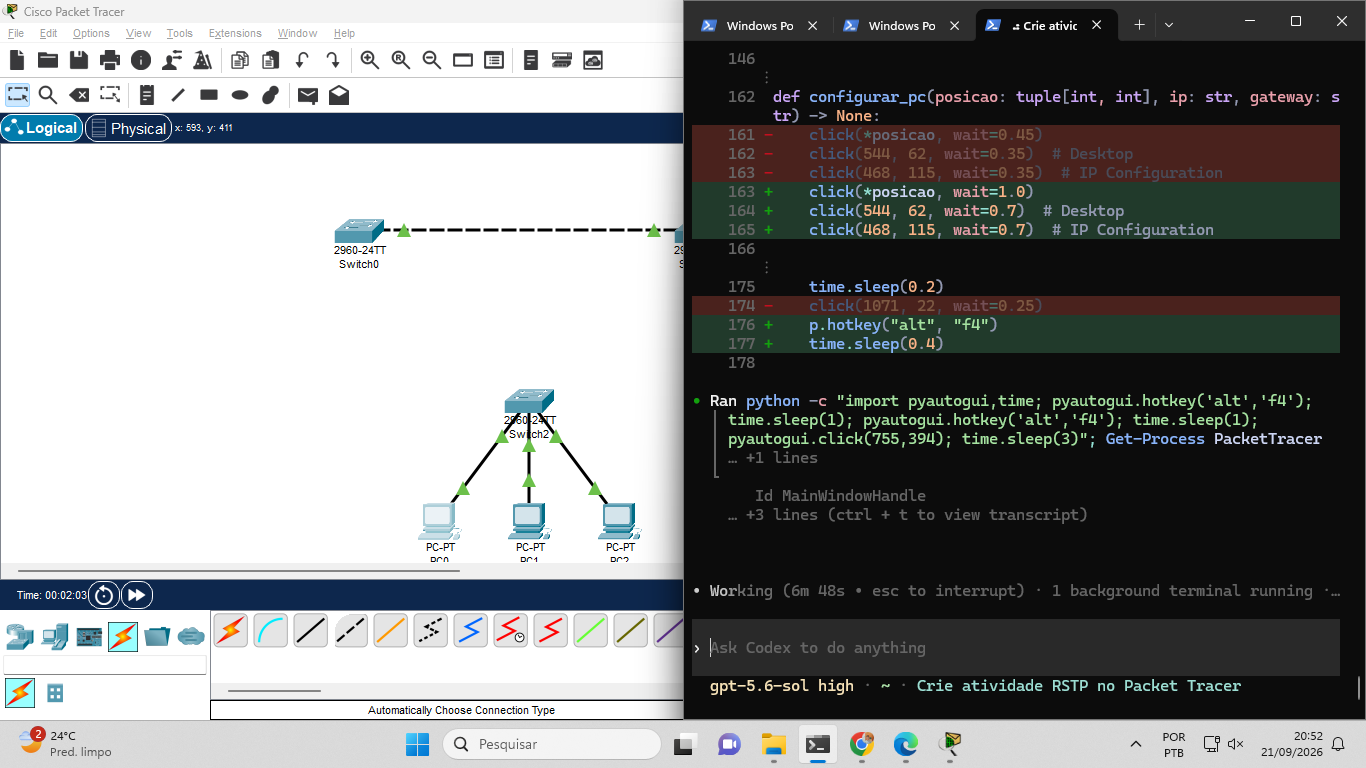 Cisco Packet Tracer
File Edit Options View Tools Extensions Window Help
Logical Physical x: 593, y: 411
2960-24TT
Switch0
2960-24TT
Switch2
PC-PT PC-PT PC-PT
PC0 PC1 PC2
Time: 00:02:03
Automatically Choose Connection Type
Windows Po Windows Po Crie ativic
146
162 def configurar_pc(posicao: tuple[int, int], ip: str, gateway: s
tr) -> None:
161 - click(*posicao, wait=0.45)
162 - click(544, 62, wait=0.35) # Desktop
163 - click(468, 115, wait=0.35) # IP Configuration
163 + click(*posicao, wait=1.0)
164 + click(544, 62, wait=0.7) # Desktop
165 + click(468, 115, wait=0.7) # IP Configuration
166
175 time.sleep(0.2)
174 - click(1071, 22, wait=0.25)
176 + p.hotkey("alt", "f4")
177 + time.sleep(0.4)
178
• Ran python -c "import pyautogui,time; pyautogui.hotkey('alt','f4');
time.sleep(1); pyautogui.hotkey('alt','f4'); time.sleep(1);
pyautogui.click(755,394); time.sleep(3)"; Get-Process PacketTracer
… +1 lines
Id MainWindowHandle
… +3 lines (ctrl + t to view transcript)
• Working (6m 48s • esc to interrupt) · 1 background terminal running ·…
› Ask Codex to do anything
gpt-5.6-sol high · ~ · Crie atividade RSTP no Packet Tracer
2
24°C
Pred. limpo
Pesquisar
POR
PTB
20:52
21/09/2026